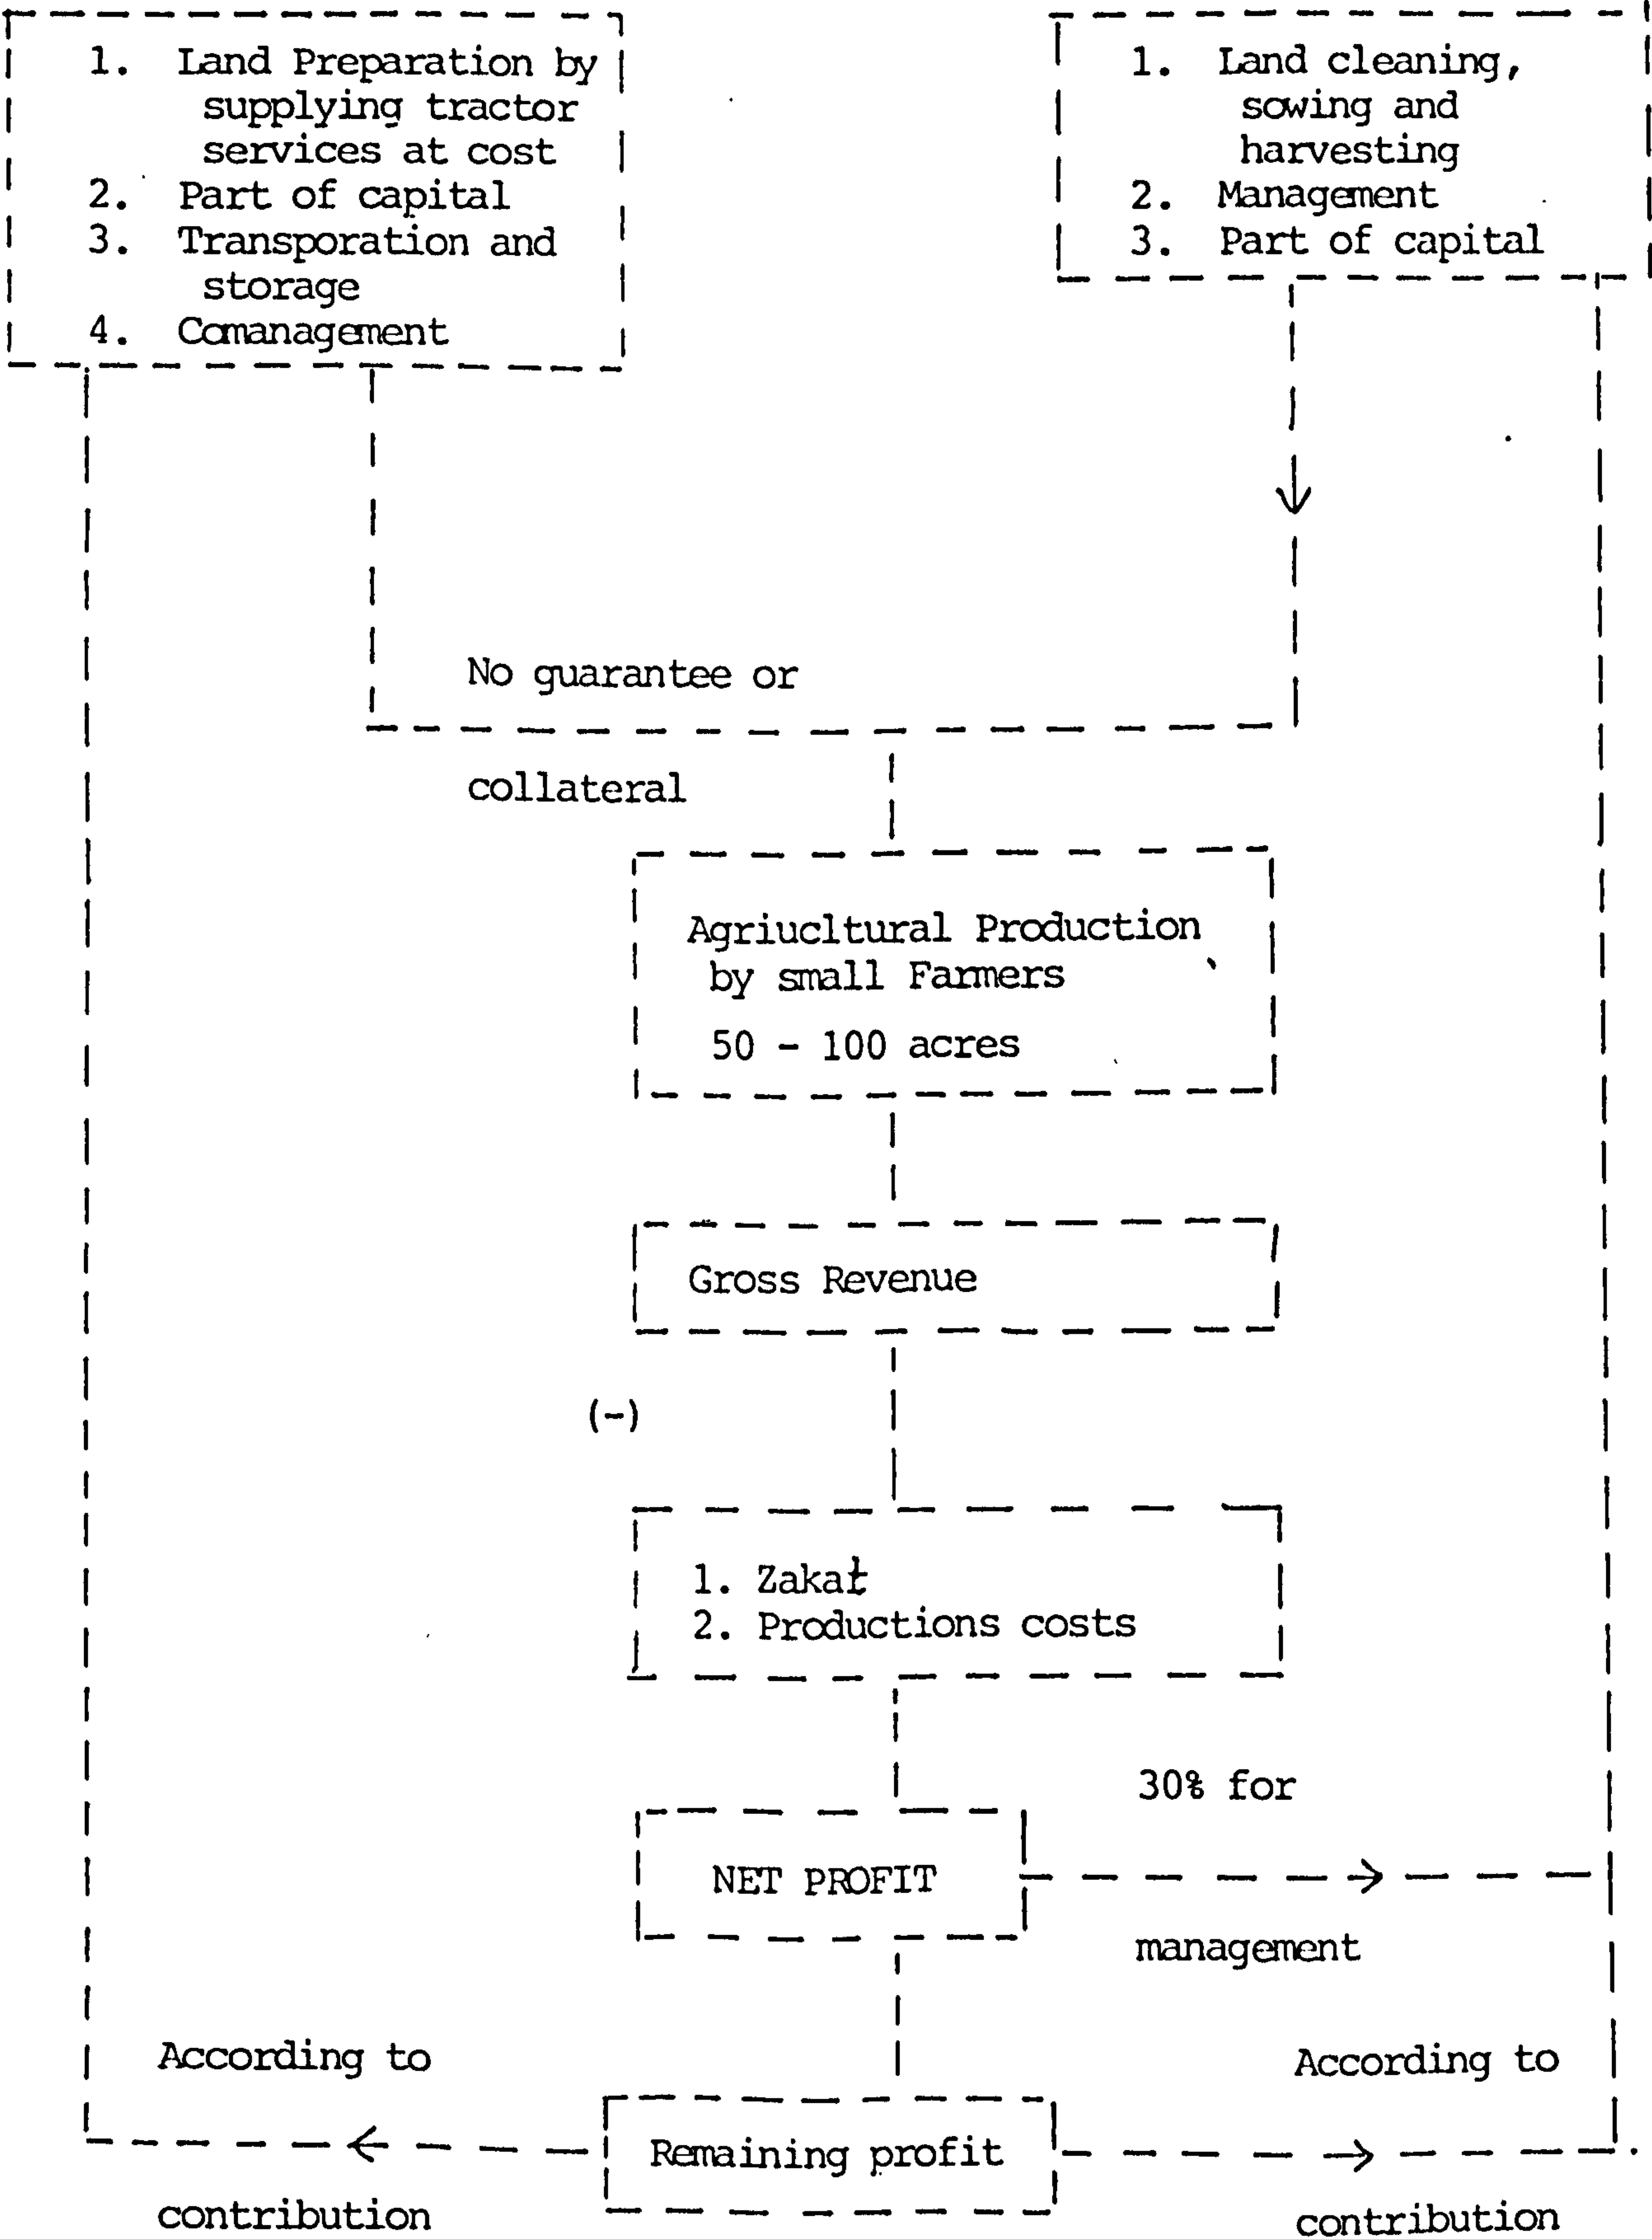 1. Land Preparation by
supplying tractor
services at cost
2. Part of capital
3. Transporation and
storage
4. Comanagement
1. Land cleaning,
sowing and
harvesting
2. Management
3. Part of capital
No guarantee or
collateral
Agriucltural Production
by small Farmers
50 - 100 acres
Gross Revenue
(-)
1. Zakat
2. Productions costs
30% for
NET PROFIT
management
According to
According to
Remaining profit
contribution
contribution